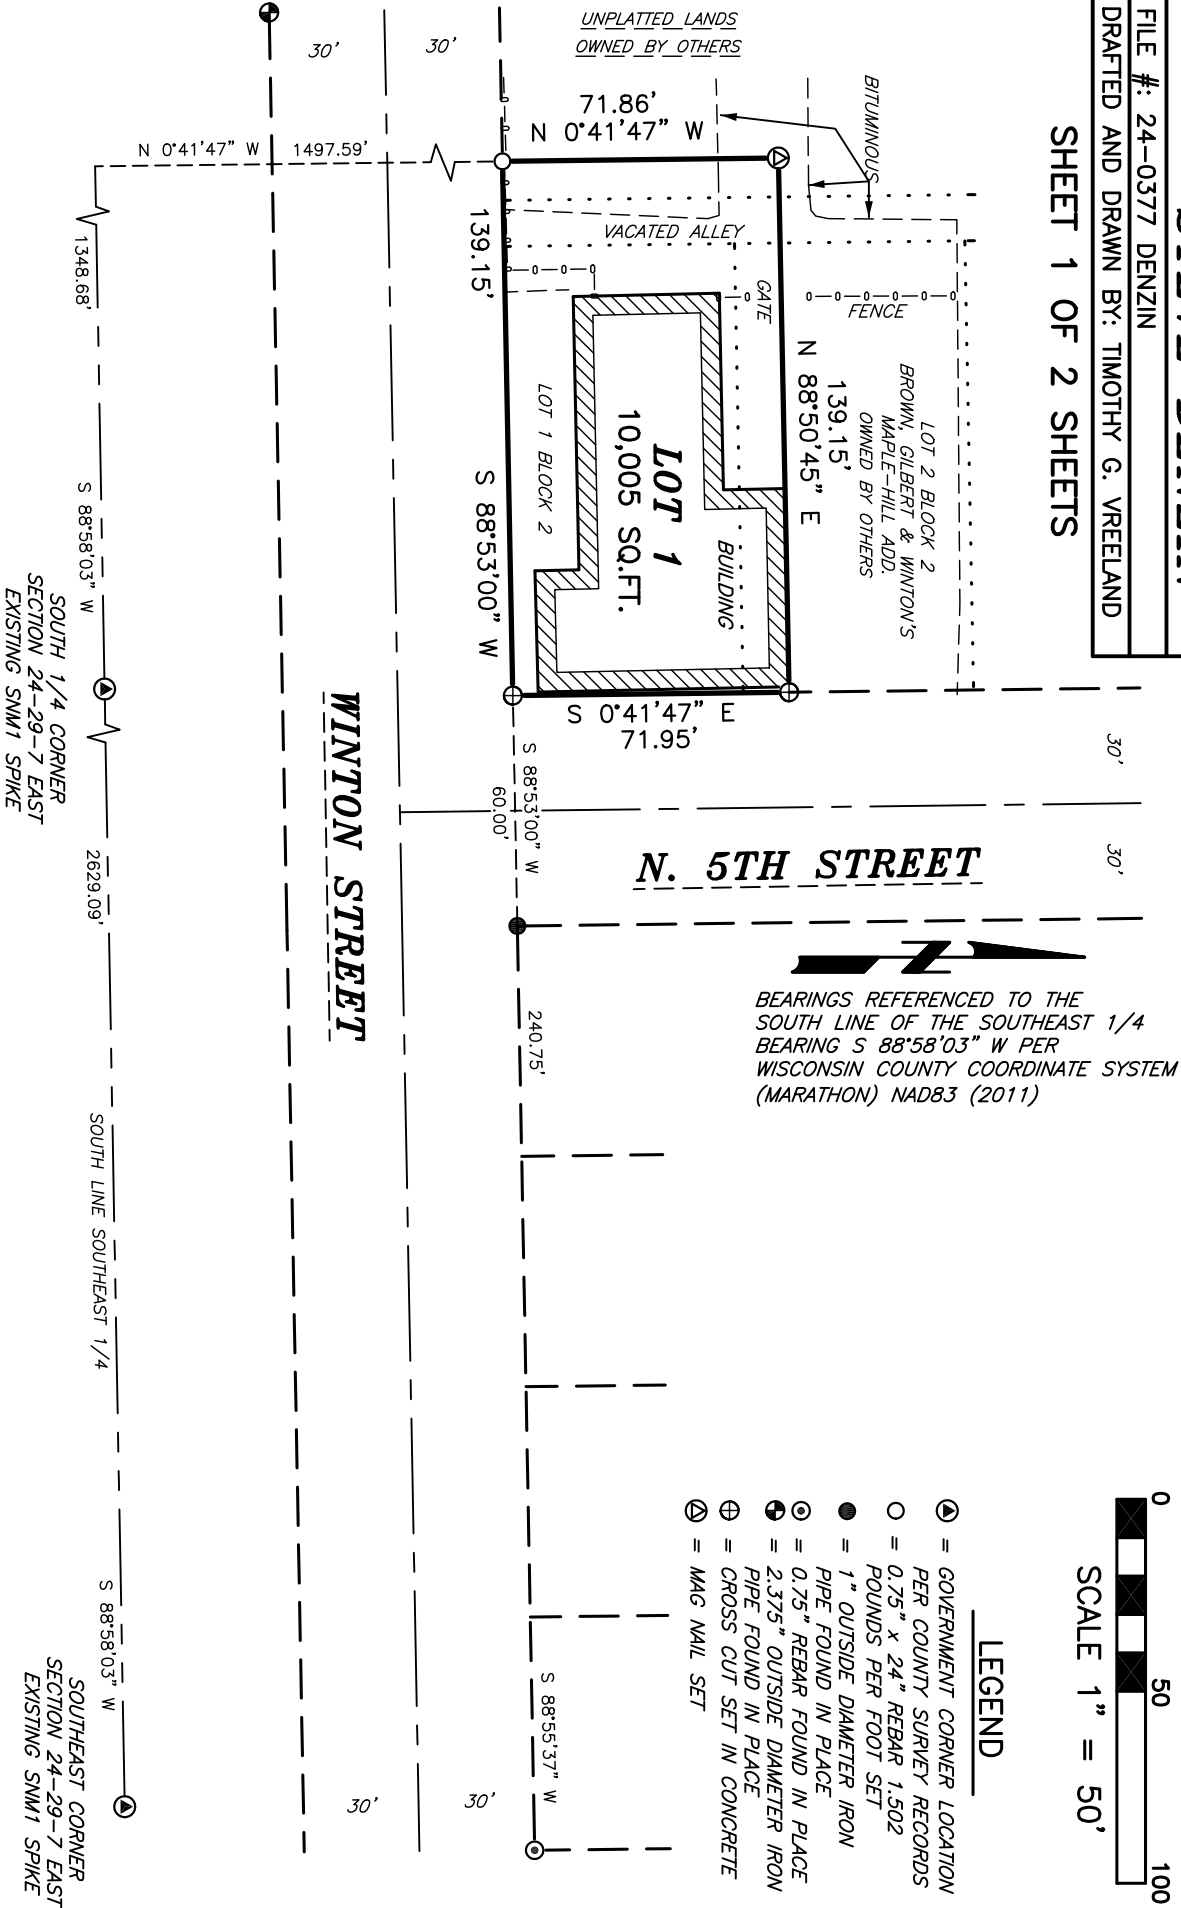 FILE #: 24-0377 DENZIN
DRAFTED AND DRAWN BY: TIMOTHY G. VREELAND
SHEET 1 OF 2 SHEETS
UNPLATTED LANDS
OWNED BY OTHERS
30'
30'
71.86'
N 0°41'47" W
BITUMINOUS
N 0°41'47" W
1497.59'
VACATED ALLEY
139.15'
S 88°53'00" W
GATE
FENCE
N 88°50'45" E
139.15'
LOT 2 BLOCK 2
BROWN, GILBERT & WINTON'S
MAPLE-HILL ADD.
OWNED BY OTHERS
LOT 1
10,005 SQ.FT.
LOT 1 BLOCK 2
BUILDING
S 0°41'47" E
71.95'
1348.68'
S 88°58'03" W
SOUTH 1/4 CORNER
SECTION 24-29-7 EAST
EXISTING SNM1 SPIKE
2629.09'
SOUTH LINE SOUTHEAST 1/4
S 88°58'03" W
SOUTHEAST CORNER
SECTION 24-29-7 EAST
EXISTING SNM1 SPIKE
WINTON STREET
S 88°53'00" W
60.00'
30'
30'
N. 5TH STREET
BEARINGS REFERENCED TO THE
SOUTH LINE OF THE SOUTHEAST 1/4
BEARING S 88°58'03" W PER
WISCONSIN COUNTY COORDINATE SYSTEM
(MARATHON) NAD83 (2011)
240.75'
S 88°55'37" W
30'
30'
LEGEND
= GOVERNMENT CORNER LOCATION
PER COUNTY SURVEY RECORDS
= 0.75" x 24" REBAR 1.502
POUNDS PER FOOT SET
= 1" OUTSIDE DIAMETER IRON
PIPE FOUND IN PLACE
= 0.75" REBAR FOUND IN PLACE
= 2.375" OUTSIDE DIAMETER IRON
PIPE FOUND IN PLACE
= CROSS CUT SET IN CONCRETE
= MAG NAIL SET
0 50 100
SCALE 1" = 50'